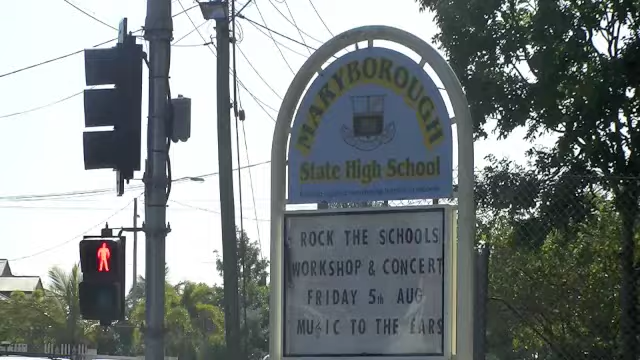 MARYBOROUGH
State High School
ROCK THE SCHOOLS
WORKSHOP & CONCERT
FRIDAY 5th AUG
MUSIC TO THE EARS